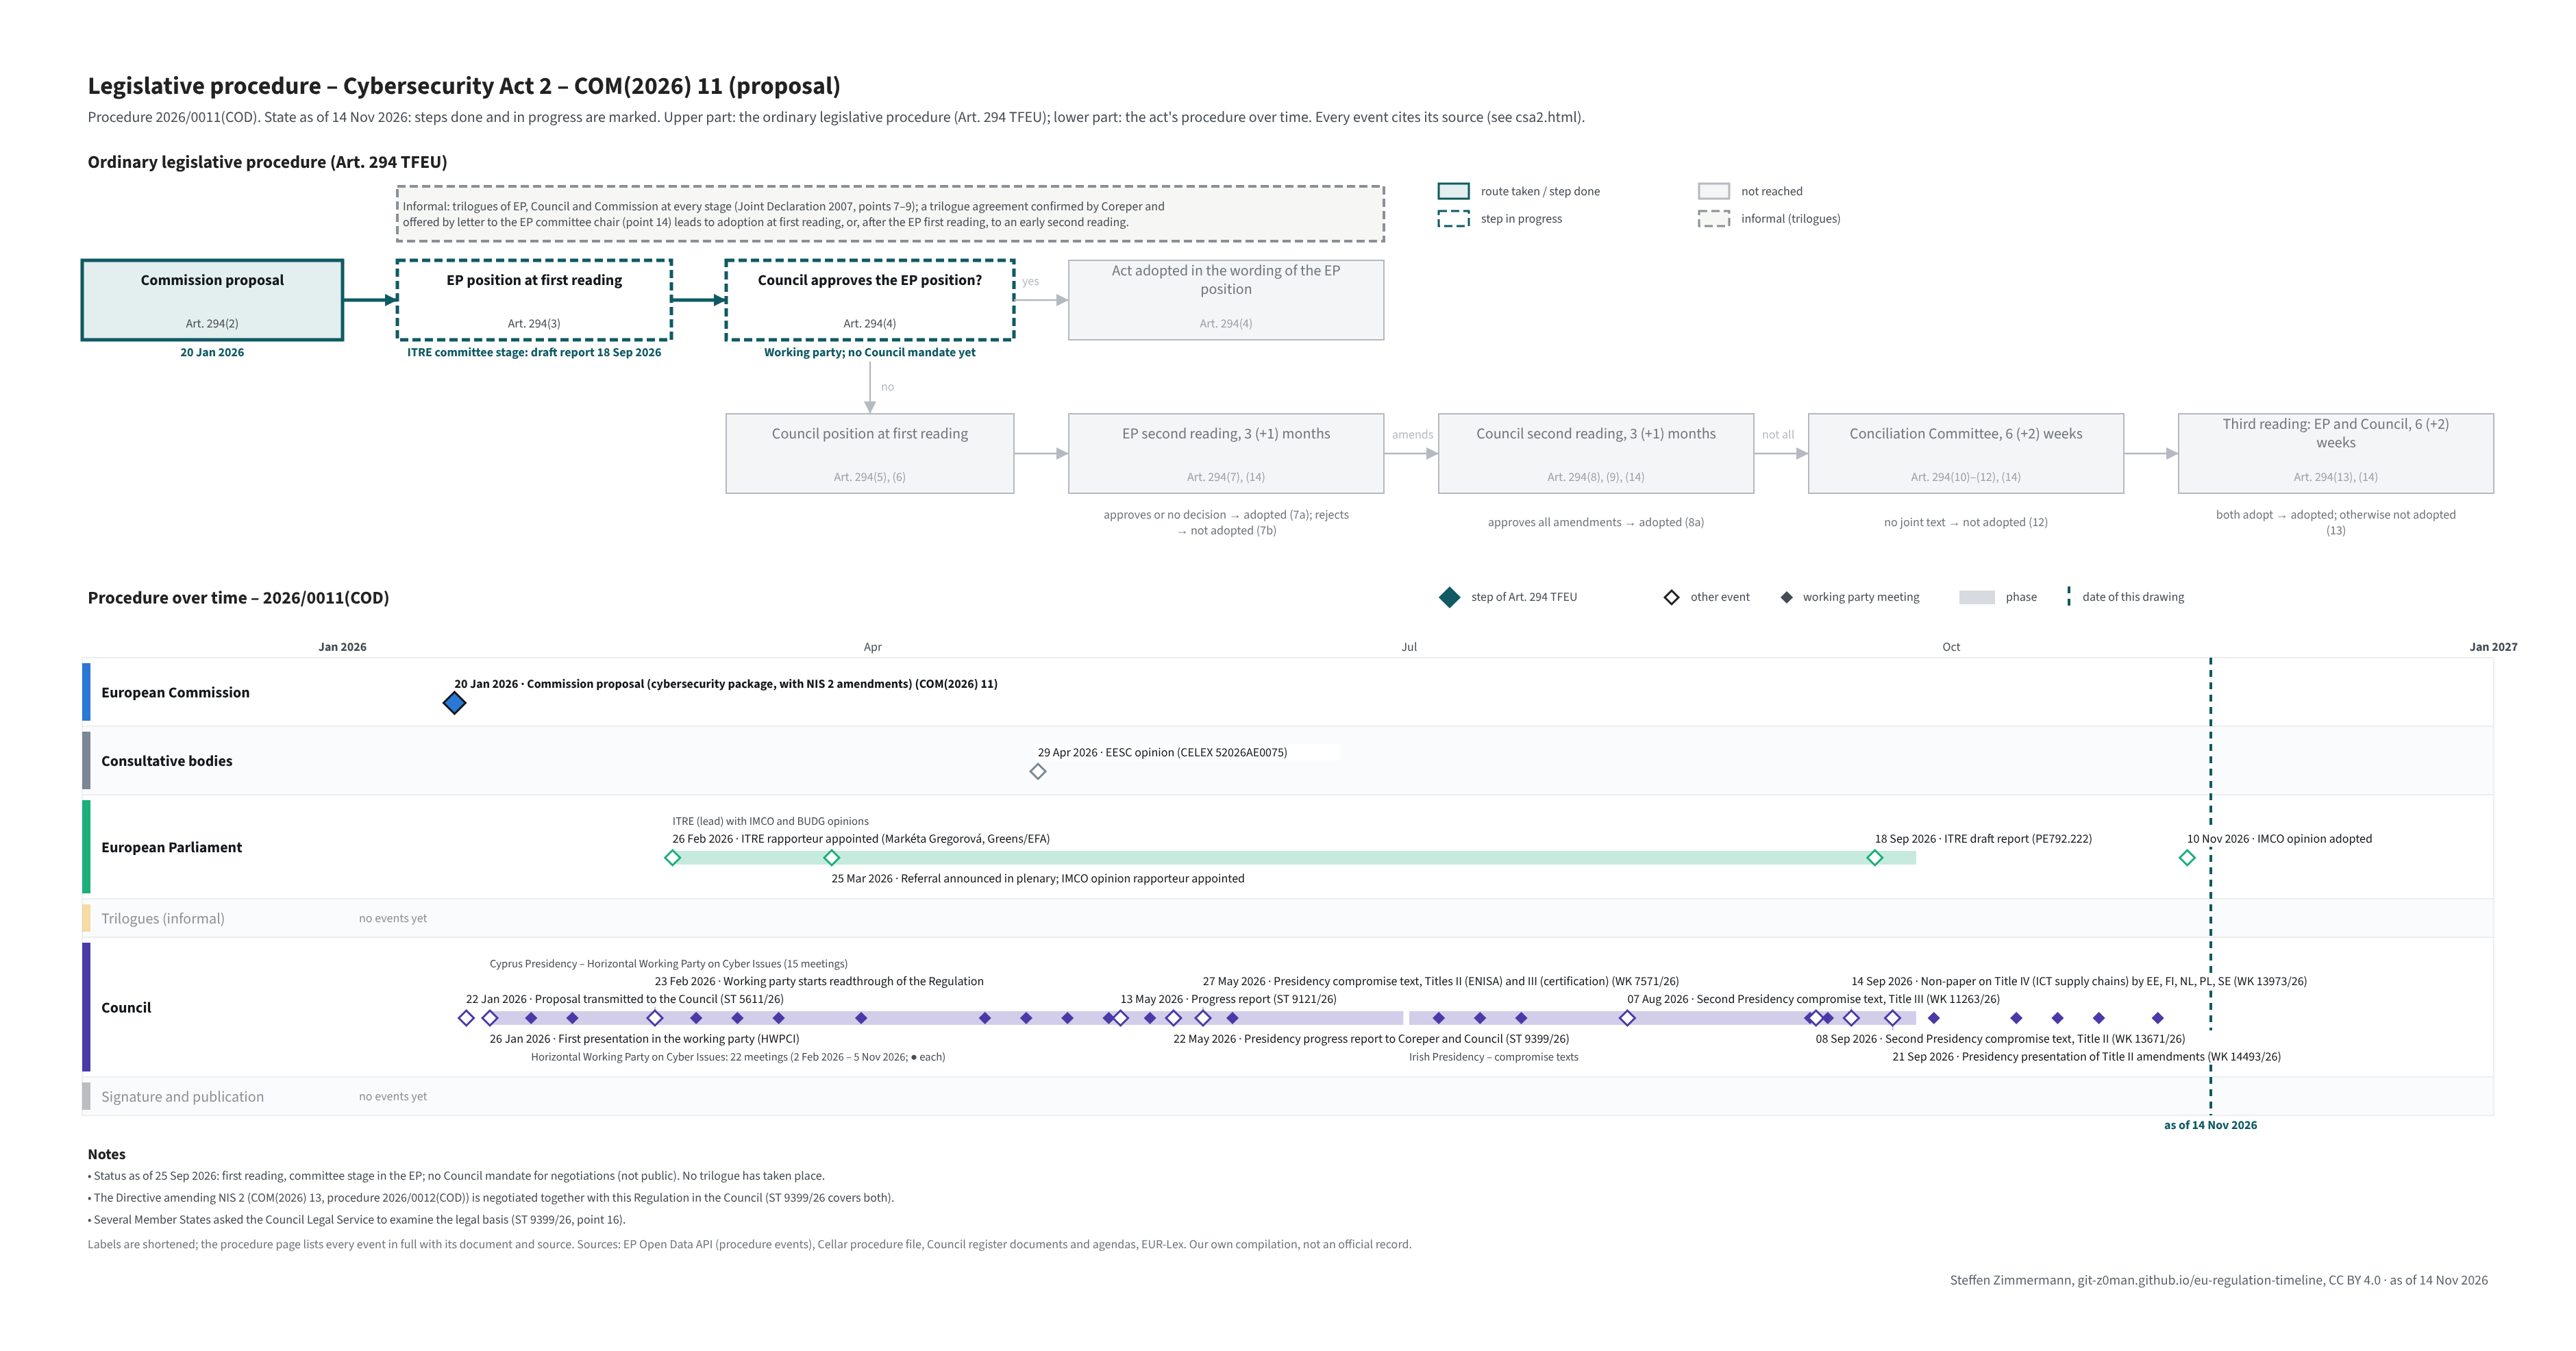 Legislative procedure – Cybersecurity Act 2 – COM(2026) 11 (proposal)
Procedure 2026/0011(COD). State as of 14 Nov 2026: steps done and in progress are marked. Upper part: the ordinary legislative procedure (Art. 294 TFEU); lower part: the act's procedure over time. Every event cites its source (see csa2.html).
Ordinary legislative procedure (Art. 294 TFEU)
Informal: trilogues of EP, Council and Commission at every stage (Joint Declaration 2007, points 7–9); a trilogue agreement confirmed by Coreper and
offered by letter to the EP committee chair (point 14) leads to adoption at first reading, or, after the EP first reading, to an early second reading.
route taken / step done
not reached
step in progress
informal (trilogues)
Commission proposal
Art. 294(2)
20 Jan 2026
EP position at first reading
Art. 294(3)
ITRE committee stage: draft report 18 Sep 2026
Council approves the EP position?
Art. 294(4)
Working party; no Council mandate yet
yes
Act adopted in the wording of the EP
position
Art. 294(4)
no
Council position at first reading
Art. 294(5), (6)
EP second reading, 3 (+1) months
Art. 294(7), (14)
approves or no decision → adopted (7a); rejects
→ not adopted (7b)
amends
Council second reading, 3 (+1) months
Art. 294(8), (9), (14)
approves all amendments → adopted (8a)
not all
Conciliation Committee, 6 (+2) weeks
Art. 294(10)–(12), (14)
no joint text → not adopted (12)
Third reading: EP and Council, 6 (+2)
weeks
Art. 294(13), (14)
both adopt → adopted; otherwise not adopted
(13)
Procedure over time – 2026/0011(COD)
step of Art. 294 TFEU
other event
working party meeting
phase
date of this drawing
Jan 2026
Apr
Jul
Oct
Jan 2027
European Commission
20 Jan 2026 · Commission proposal (cybersecurity package, with NIS 2 amendments) (COM(2026) 11)
Consultative bodies
29 Apr 2026 · EESC opinion (CELEX 52026AE0075)
European Parliament
ITRE (lead) with IMCO and BUDG opinions
26 Feb 2026 · ITRE rapporteur appointed (Markéta Gregorová, Greens/EFA)
18 Sep 2026 · ITRE draft report (PE792.222)
10 Nov 2026 · IMCO opinion adopted
25 Mar 2026 · Referral announced in plenary; IMCO opinion rapporteur appointed
Trilogues (informal)
no events yet
Council
Cyprus Presidency – Horizontal Working Party on Cyber Issues (15 meetings)
23 Feb 2026 · Working party starts readthrough of the Regulation
27 May 2026 · Presidency compromise text, Titles II (ENISA) and III (certification) (WK 7571/26)
14 Sep 2026 · Non-paper on Title IV (ICT supply chains) by EE, FI, NL, PL, SE (WK 13973/26)
22 Jan 2026 · Proposal transmitted to the Council (ST 5611/26)
13 May 2026 · Progress report (ST 9121/26)
07 Aug 2026 · Second Presidency compromise text, Title III (WK 11263/26)
26 Jan 2026 · First presentation in the working party (HWPCI)
22 May 2026 · Presidency progress report to Coreper and Council (ST 9399/26)
08 Sep 2026 · Second Presidency compromise text, Title II (WK 13671/26)
Horizontal Working Party on Cyber Issues: 22 meetings (2 Feb 2026 – 5 Nov 2026; ● each)
Irish Presidency – compromise texts
21 Sep 2026 · Presidency presentation of Title II amendments (WK 14493/26)
Signature and publication
no events yet
as of 14 Nov 2026
Notes
• Status as of 25 Sep 2026: first reading, committee stage in the EP; no Council mandate for negotiations (not public). No trilogue has taken place.
• The Directive amending NIS 2 (COM(2026) 13, procedure 2026/0012(COD)) is negotiated together with this Regulation in the Council (ST 9399/26 covers both).
• Several Member States asked the Council Legal Service to examine the legal basis (ST 9399/26, point 16).
Labels are shortened; the procedure page lists every event in full with its document and source. Sources: EP Open Data API (procedure events), Cellar procedure file, Council register documents and agendas, EUR-Lex. Our own compilation, not an official record.
Steffen Zimmermann, git-z0man.github.io/eu-regulation-timeline, CC BY 4.0 · as of 14 Nov 2026